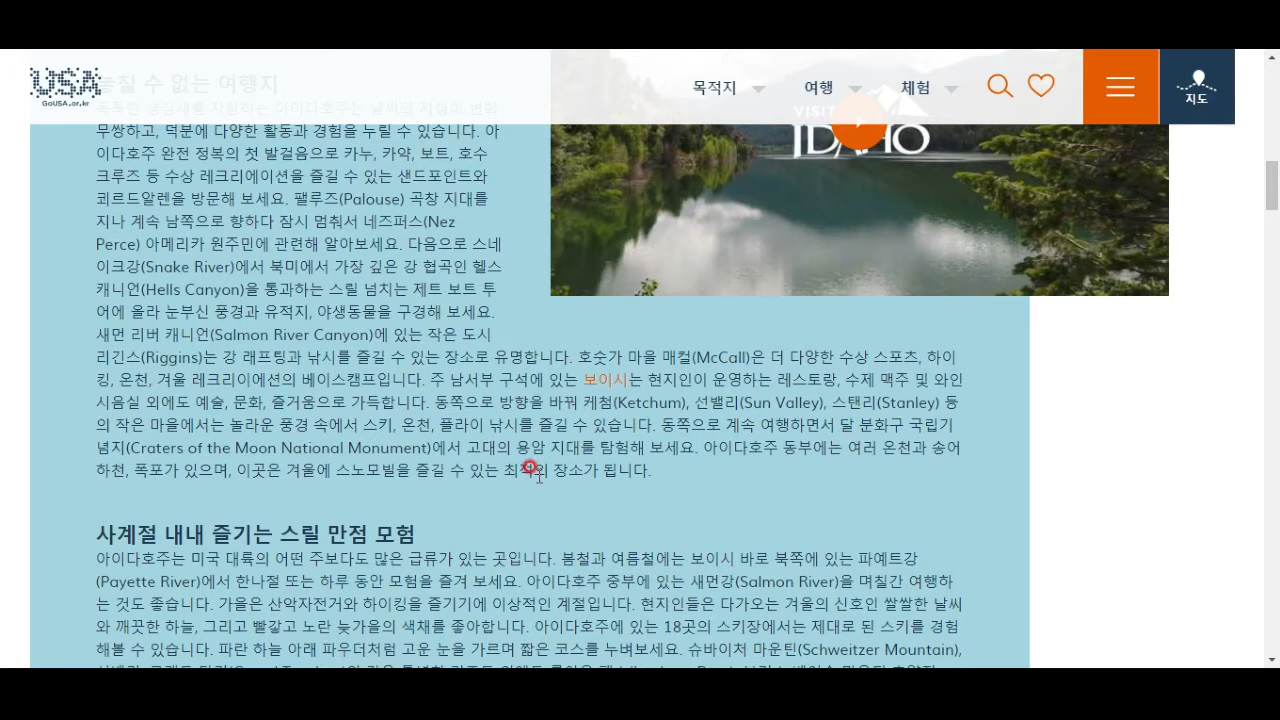 USA
GoUSA.or.kr
목적지
여행
체험
지도
놓칠 수 없는 여행지
VISIT
IDAHO
무쌍하고, 덕분에 다양한 활동과 경험을 누릴 수 있습니다. 아
이다호주 완전 정복의 첫 발걸음으로 카누, 카약, 보트, 호수
크루즈 등 수상 레크리에이션을 즐길 수 있는 샌드포인트와
쾨르드알렌을 방문해 보세요. 팰루즈(Palouse) 곡창 지대를
지나 계속 남쪽으로 향하다 잠시 멈춰서 네즈퍼스(Nez
Perce) 아메리카 원주민에 관련해 알아보세요. 다음으로 스네
이크강(Snake River)에서 북미에서 가장 깊은 강 협곡인 헬스
캐니언(Hells Canyon)을 통과하는 스릴 넘치는 제트 보트 투
어에 올라 눈부신 풍경과 유적지, 야생동물을 구경해 보세요.
새먼 리버 캐니언(Salmon River Canyon)에 있는 작은 도시
리긴스(Riggins)는 강 래프팅과 낚시를 즐길 수 있는 장소로 유명합니다. 호숫가 마을 매컬(McCall)은 더 다양한 수상 스포츠, 하이
킹, 온천, 겨울 레크리이에션의 베이스캠프입니다. 주 남서부 구석에 있는 보이시는 현지인이 운영하는 레스토랑, 수제 맥주 및 와인
시음실 외에도 예술, 문화, 즐거움으로 가득합니다. 동쪽으로 방향을 바꿔 케첨(Ketchum), 선밸리(Sun Valley), 스탠리(Stanley) 등
의 작은 마을에서는 놀라운 풍경 속에서 스키, 온천, 플라이 낚시를 즐길 수 있습니다. 동쪽으로 계속 여행하면서 달 분화구 국립기
념지(Craters of the Moon National Monument)에서 고대의 용암 지대를 탐험해 보세요. 아이다호주 동부에는 여러 온천과 송어
하천, 폭포가 있으며, 이곳은 겨울에 스노모빌을 즐길 수 있는 최적의 장소가 됩니다.
사계절 내내 즐기는 스릴 만점 모험
아이다호주는 미국 대륙의 어떤 주보다도 많은 급류가 있는 곳입니다. 봄철과 여름철에는 보이시 바로 북쪽에 있는 파예트강
(Payette River)에서 한나절 또는 하루 동안 모험을 즐겨 보세요. 아이다호주 중부에 있는 새먼강(Salmon River)을 며칠간 여행하
는 것도 좋습니다. 가을은 산악자전거와 하이킹을 즐기기에 이상적인 계절입니다. 현지인들은 다가오는 겨울의 신호인 쌀쌀한 날씨
와 깨끗한 하늘, 그리고 빨갛고 노란 늦가을의 색채를 좋아합니다. 아이다호주에 있는 18곳의 스키장에서는 제대로 된 스키를 경험
해볼 수 있습니다. 파란 하늘 아래 파우더처럼 고운 눈을 가르며 짧은 코스를 누벼보세요. 슈바이처 마운틴(Schweitzer Mountain),